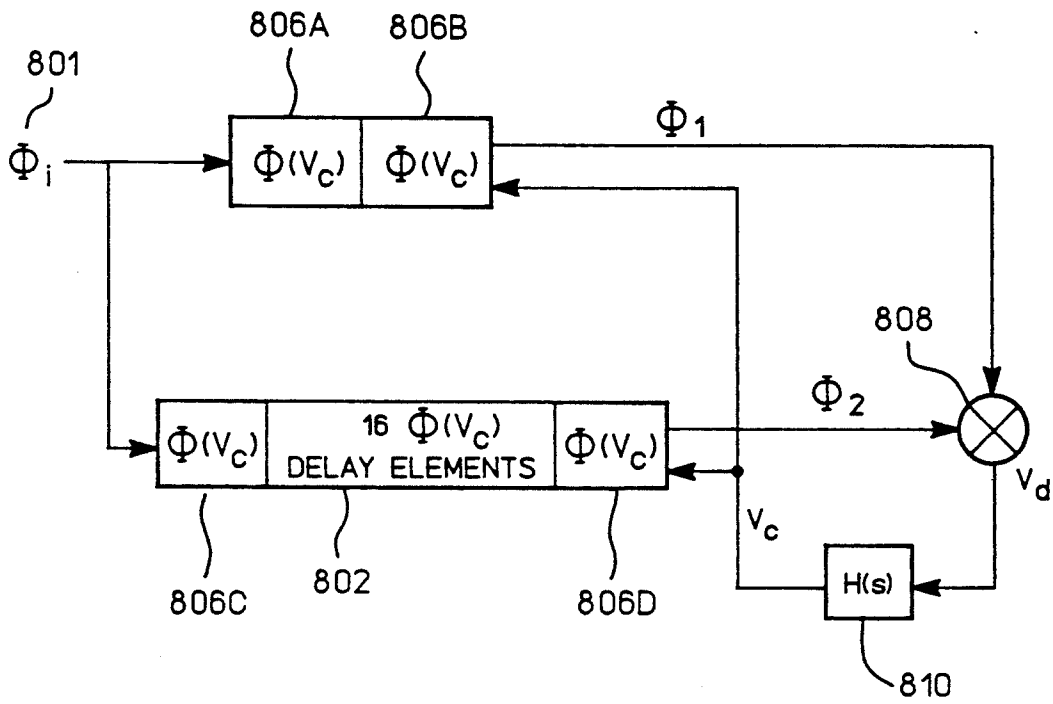 806A 806B
801
Φ1
Φi
Φ(Vc) Φ(Vc)
808
Φ2
Φ(Vc) 16 Φ(Vc) Φ(Vc)
DELAY ELEMENTS
Vd
Vc
H(s)
806C 802 806D
810